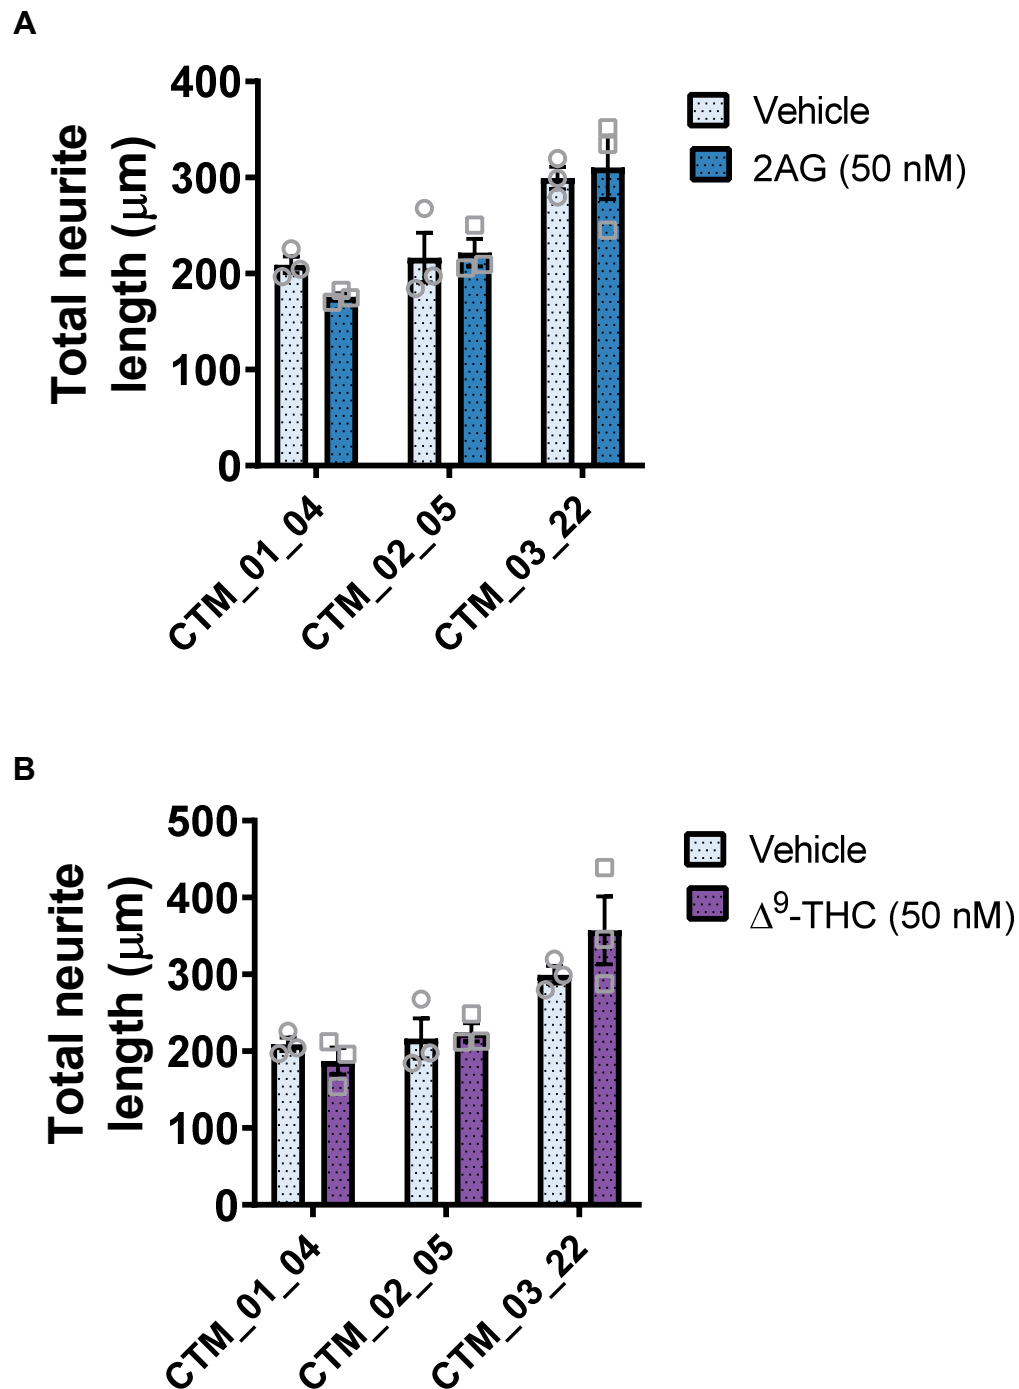 A
Total neurite
length (μm)
400
300
200
100
0
CTM_01_04
CTM_02_05
CTM_03_22
Vehicle
2AG (50 nM)
B
Total neurite
length (μm)
500
400
300
200
100
0
CTM_01_04
CTM_02_05
CTM_03_22
Vehicle
Δ⁹-THC (50 nM)